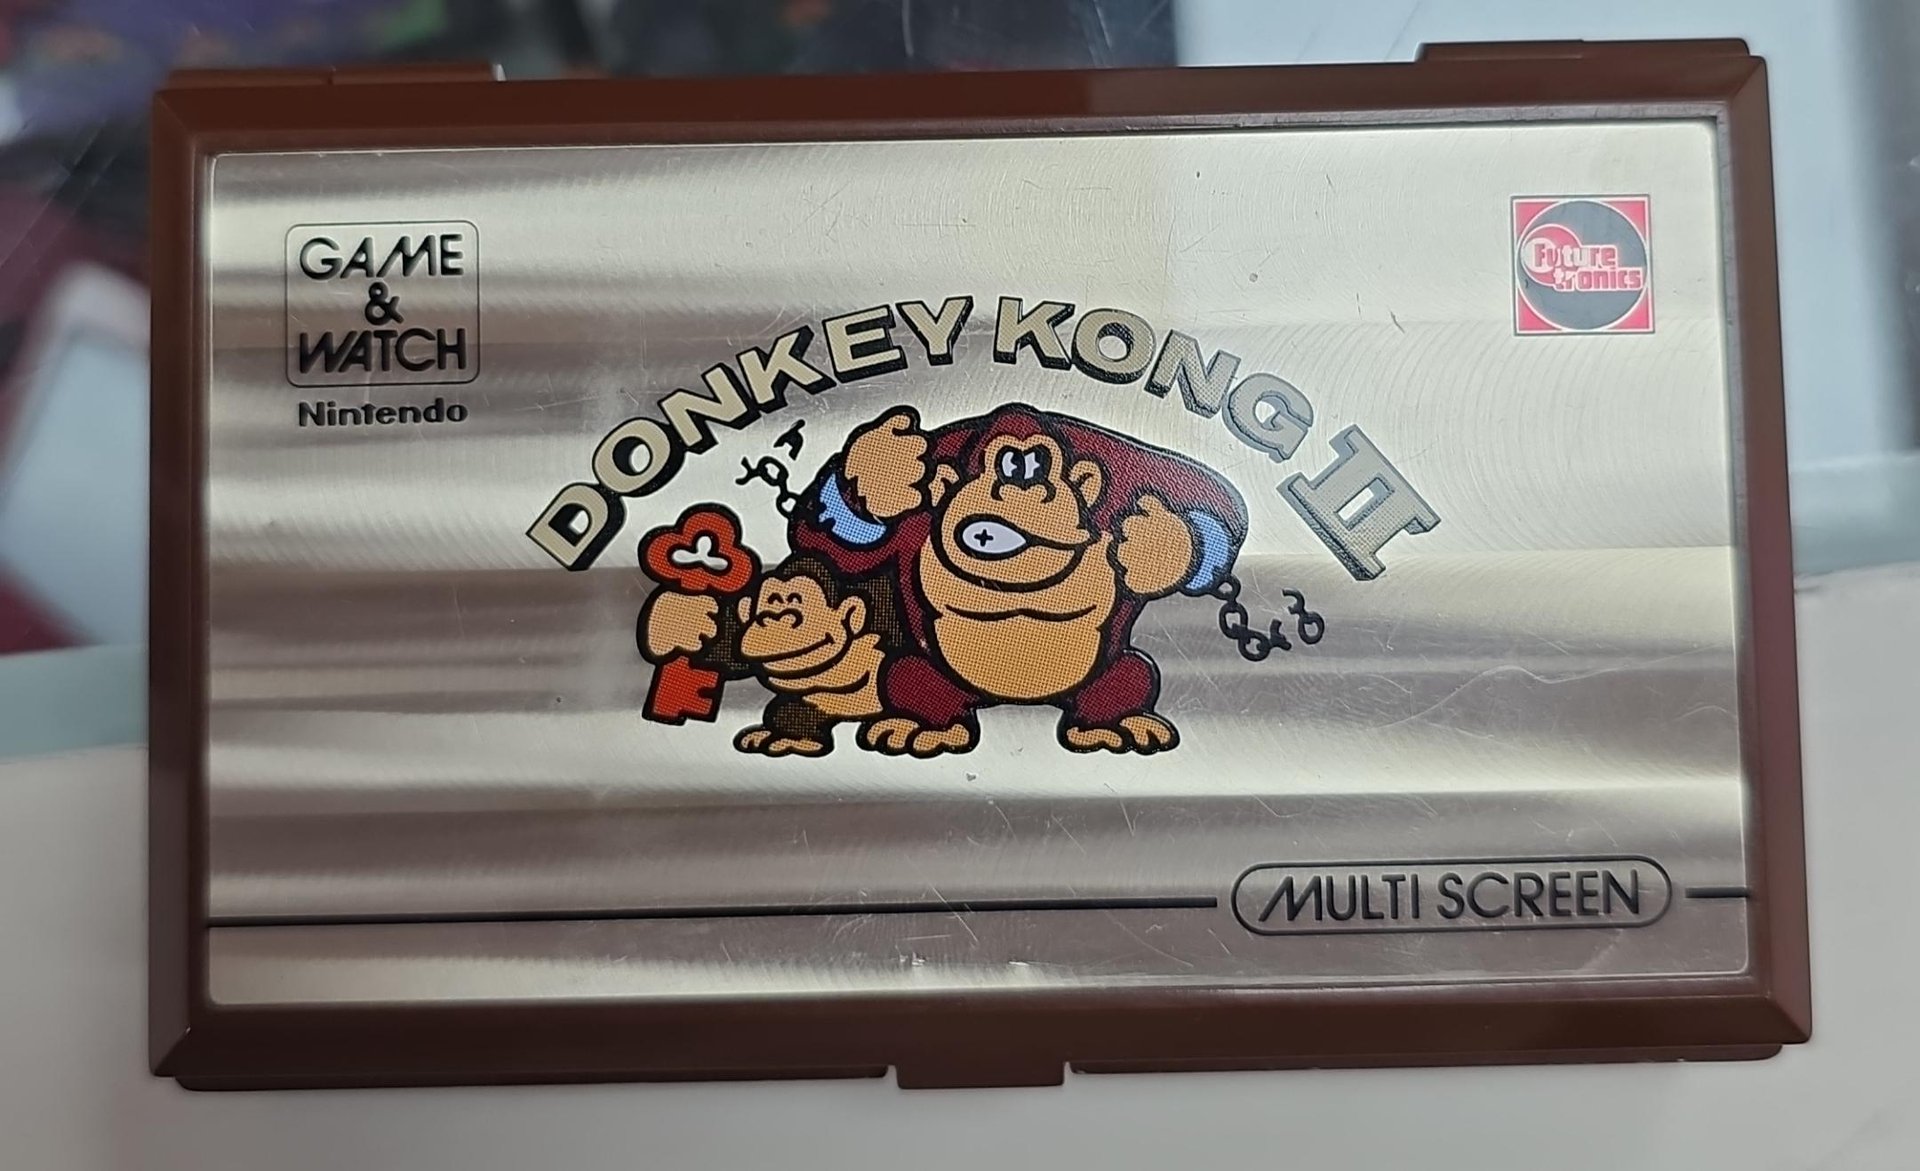 GAME
&
WATCH
Nintendo
Future
tronics
DONKEY KONG II
MULTI SCREEN